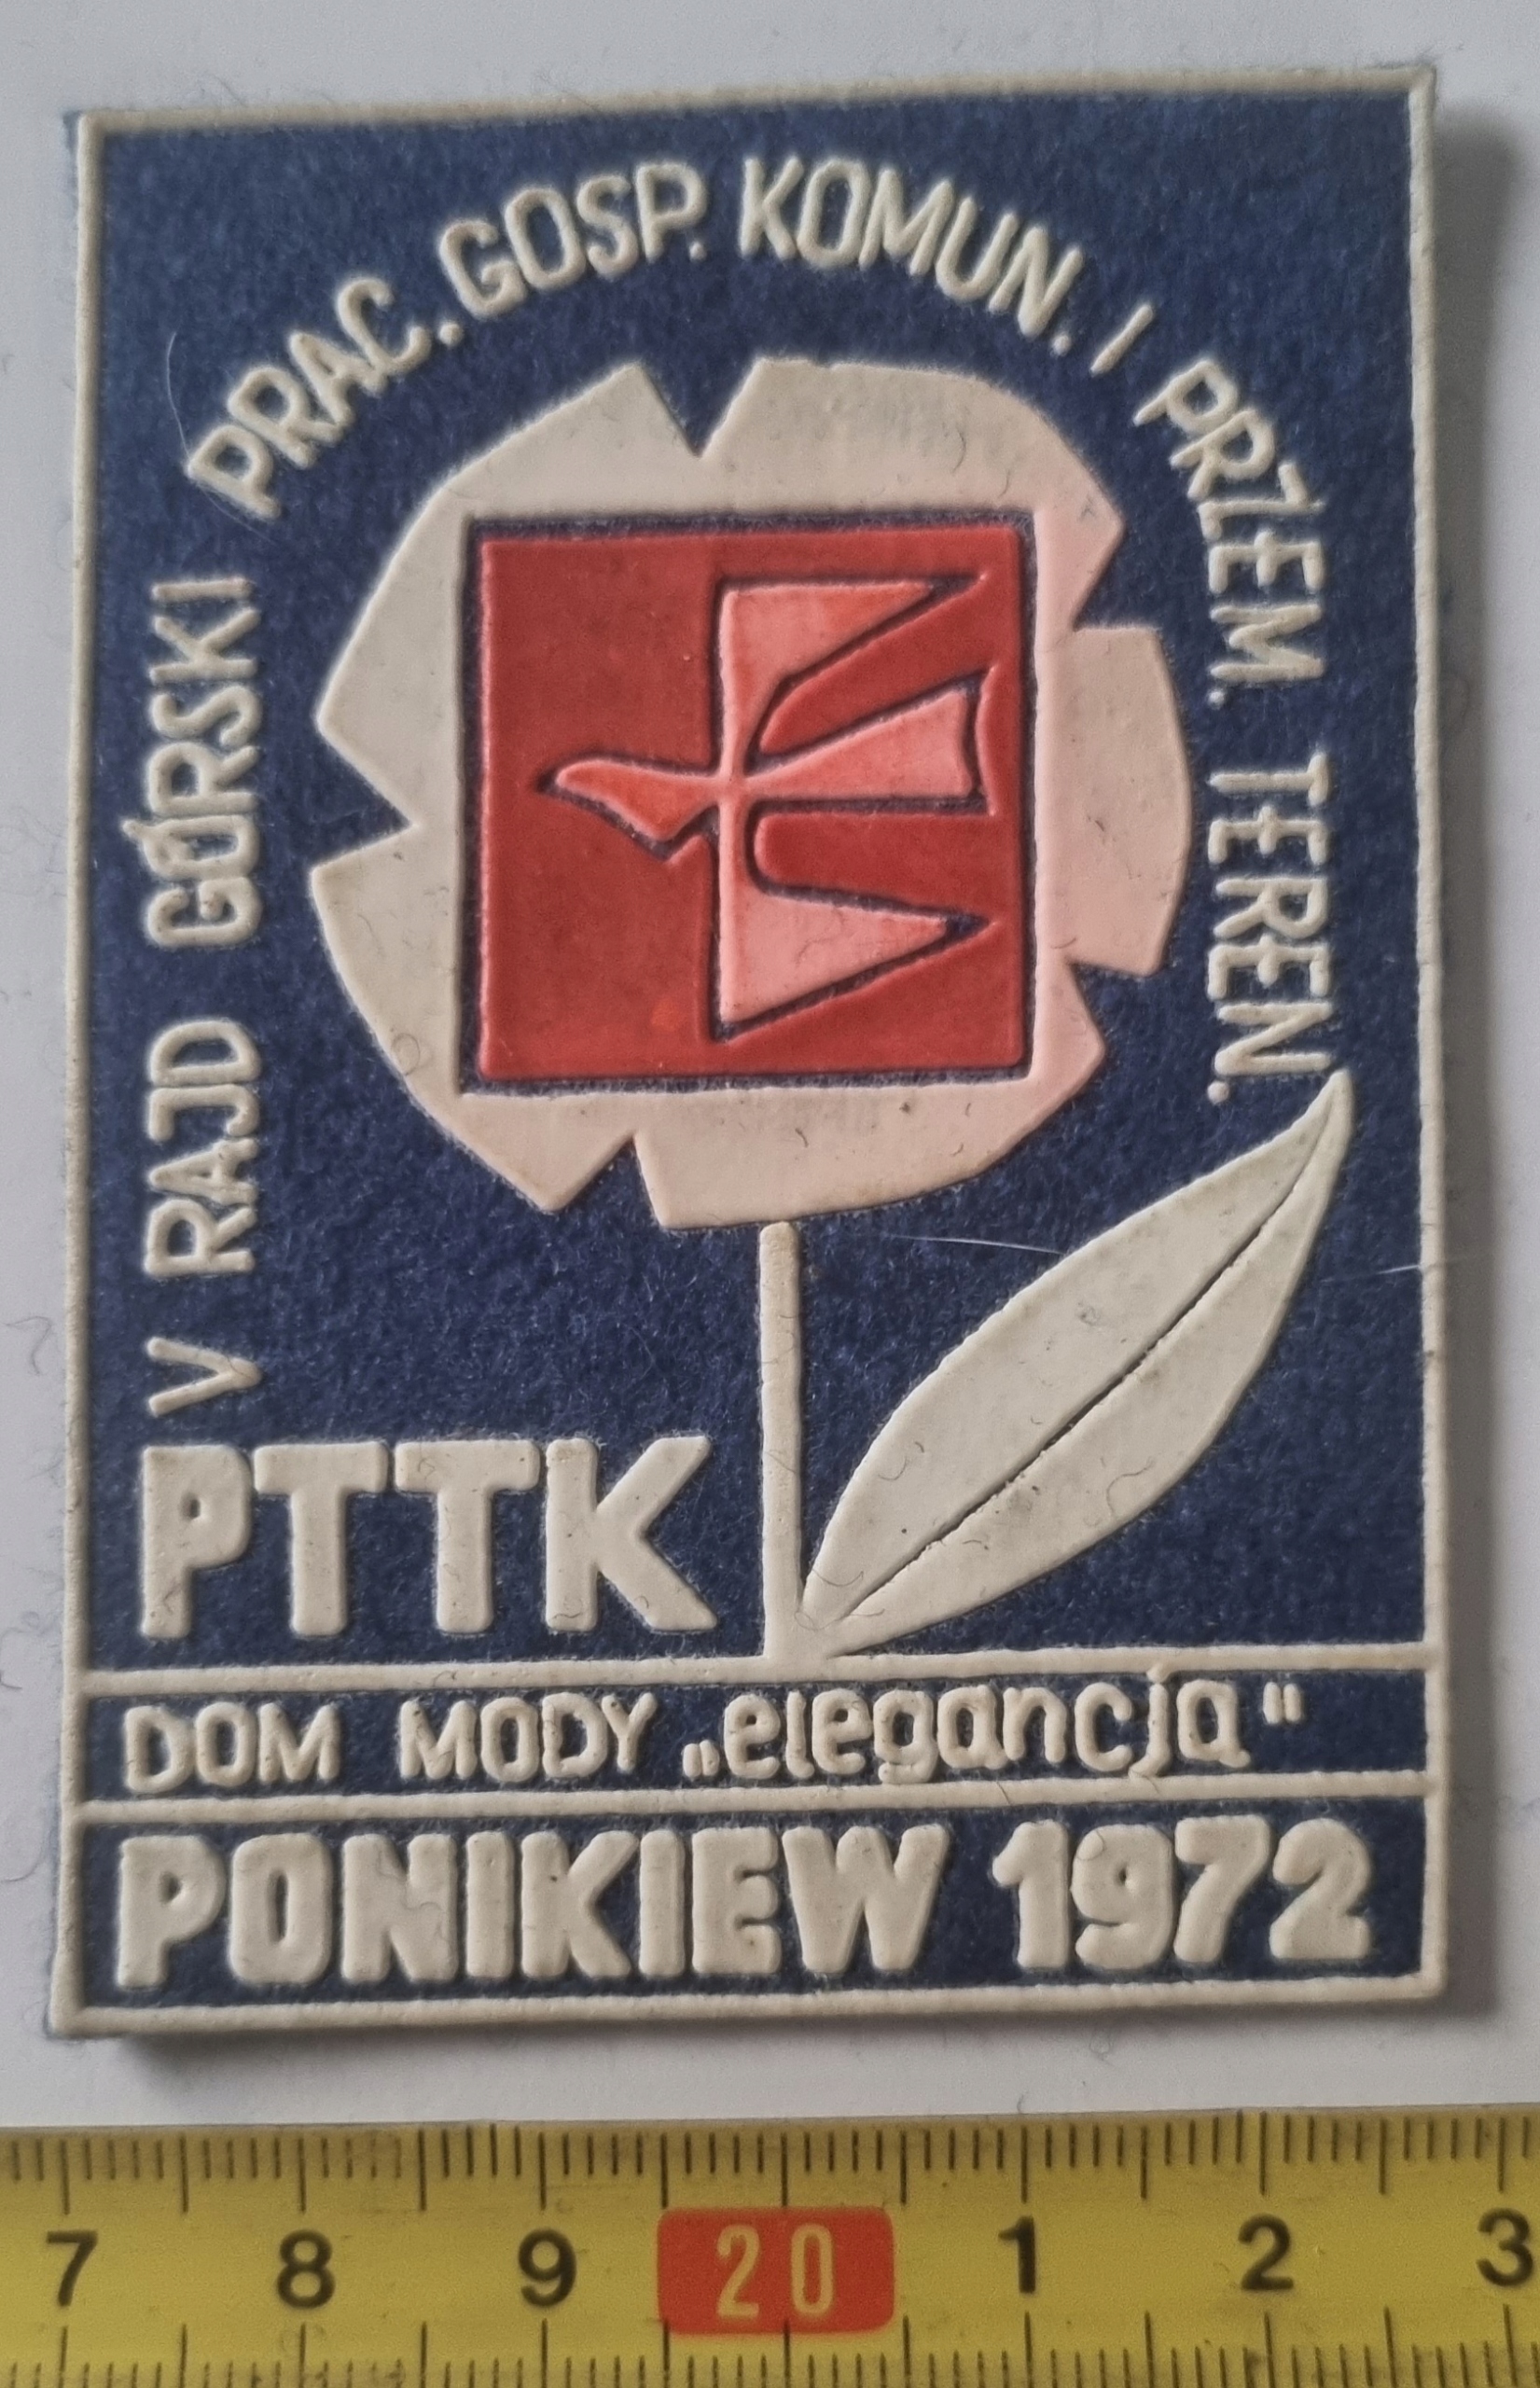 V RAJD GÓRSKI PRAC. GOSP. KOMUN. I PRZEM. TEREN.
PTTK
DOM MODY „elegancja"
PONIKIEW 1972
7 8 9 20 1 2 3